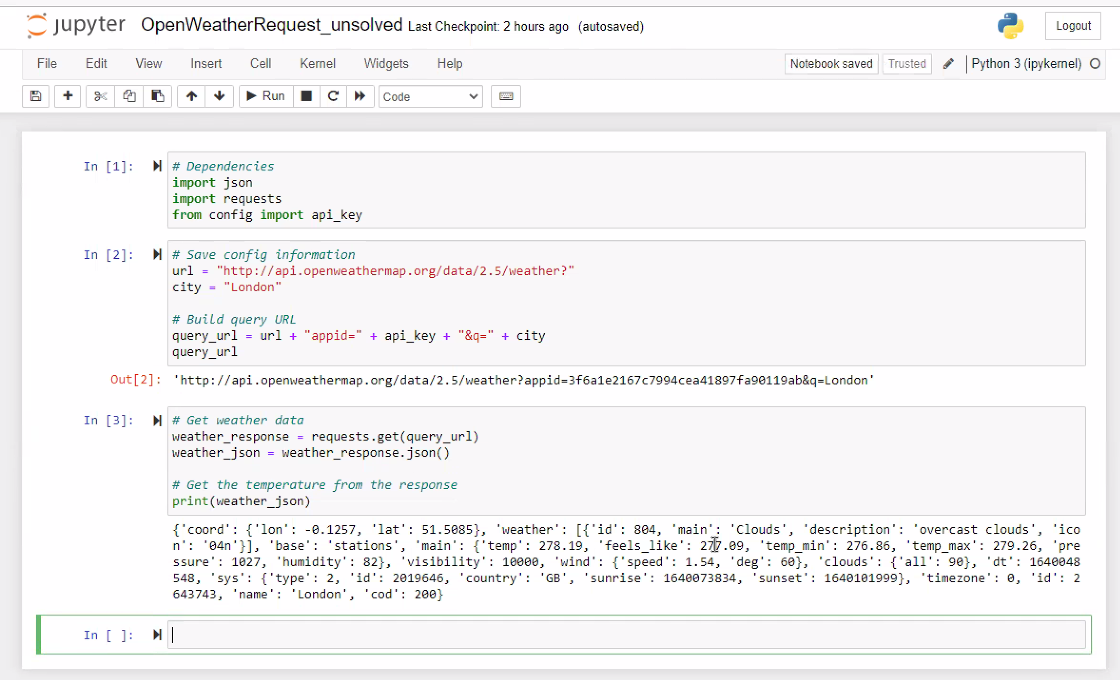 jupyter OpenWeatherRequest_unsolved Last Checkpoint: 2 hours ago (autosaved)
Logout
File Edit View Insert Cell Kernel Widgets Help
Notebook saved Trusted Python 3 (ipykernel)
Run Code
In [1]:
# Dependencies
import json
import requests
from config import api_key
In [2]:
# Save config information
url = "http://api.openweathermap.org/data/2.5/weather?"
city = "London"
# Build query URL
query_url = url + "appid=" + api_key + "&q=" + city
query_url
Out[2]: 'http://api.openweathermap.org/data/2.5/weather?appid=3f6a1e2167c7994cea41897fa90119ab&q=London'
In [3]:
# Get weather data
weather_response = requests.get(query_url)
weather_json = weather_response.json()
# Get the temperature from the response
print(weather_json)
{'coord': {'lon': -0.1257, 'lat': 51.5085}, 'weather': [{'id': 804, 'main': 'Clouds', 'description': 'overcast clouds', 'ico
n': '04n'}], 'base': 'stations', 'main': {'temp': 278.19, 'feels_like': 277.09, 'temp_min': 276.86, 'temp_max': 279.26, 'pre
ssure': 1027, 'humidity': 82}, 'visibility': 10000, 'wind': {'speed': 1.54, 'deg': 60}, 'clouds': {'all': 90}, 'dt': 1640048
548, 'sys': {'type': 2, 'id': 2019646, 'country': 'GB', 'sunrise': 1640073834, 'sunset': 1640101999}, 'timezone': 0, 'id': 2
643743, 'name': 'London', 'cod': 200}
In [ ]: